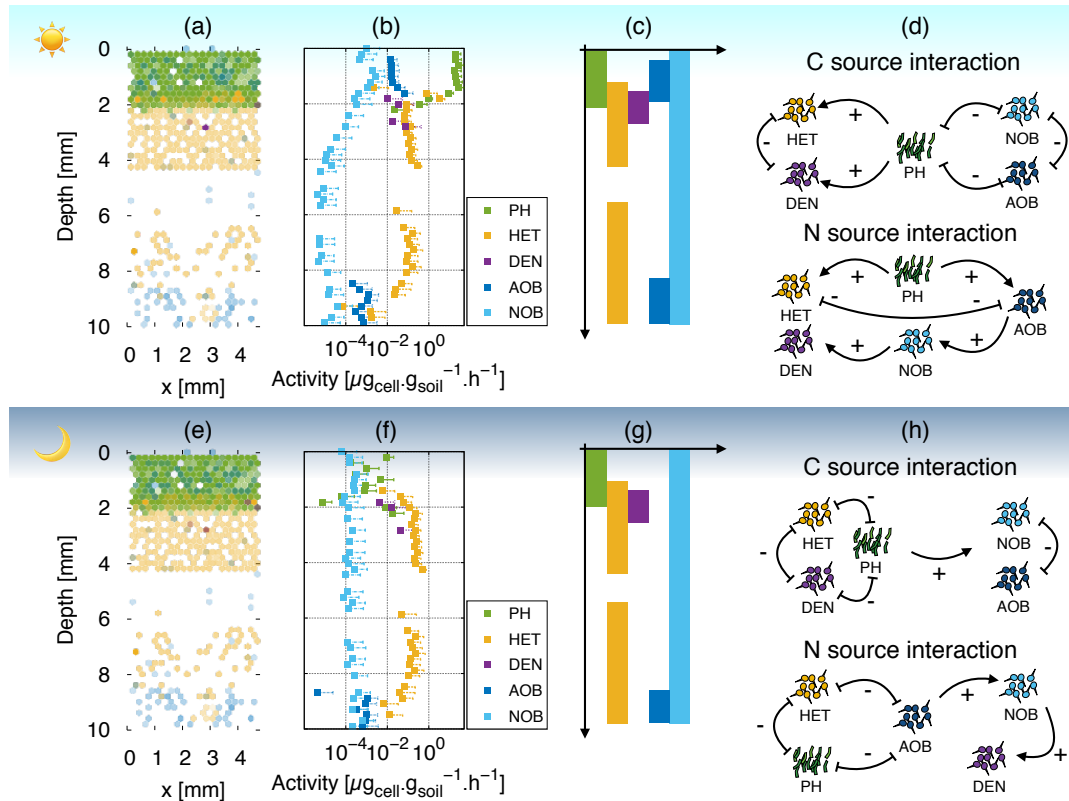 (a) (b) (c) (d)
0
2
4
6
8
10
Depth [mm]
0 1 2 3 4
x [mm]
10⁻⁴ 10⁻² 10⁰
Activity [µg_cell.g_soil⁻¹.h⁻¹]
PH
HET
DEN
AOB
NOB
C source interaction
HET
DEN
PH
NOB
AOB
+
+
-
-
-
-
N source interaction
HET
PH
AOB
DEN
NOB
+
+
-
-
+
+
(e) (f) (g) (h)
0
2
4
6
8
10
Depth [mm]
0 1 2 3 4
x [mm]
10⁻⁴ 10⁻² 10⁰
Activity [µg_cell.g_soil⁻¹.h⁻¹]
PH
HET
DEN
AOB
NOB
C source interaction
HET
PH
DEN
NOB
AOB
-
-
-
+
-
N source interaction
HET
AOB
NOB
PH
DEN
-
+
-
-
+